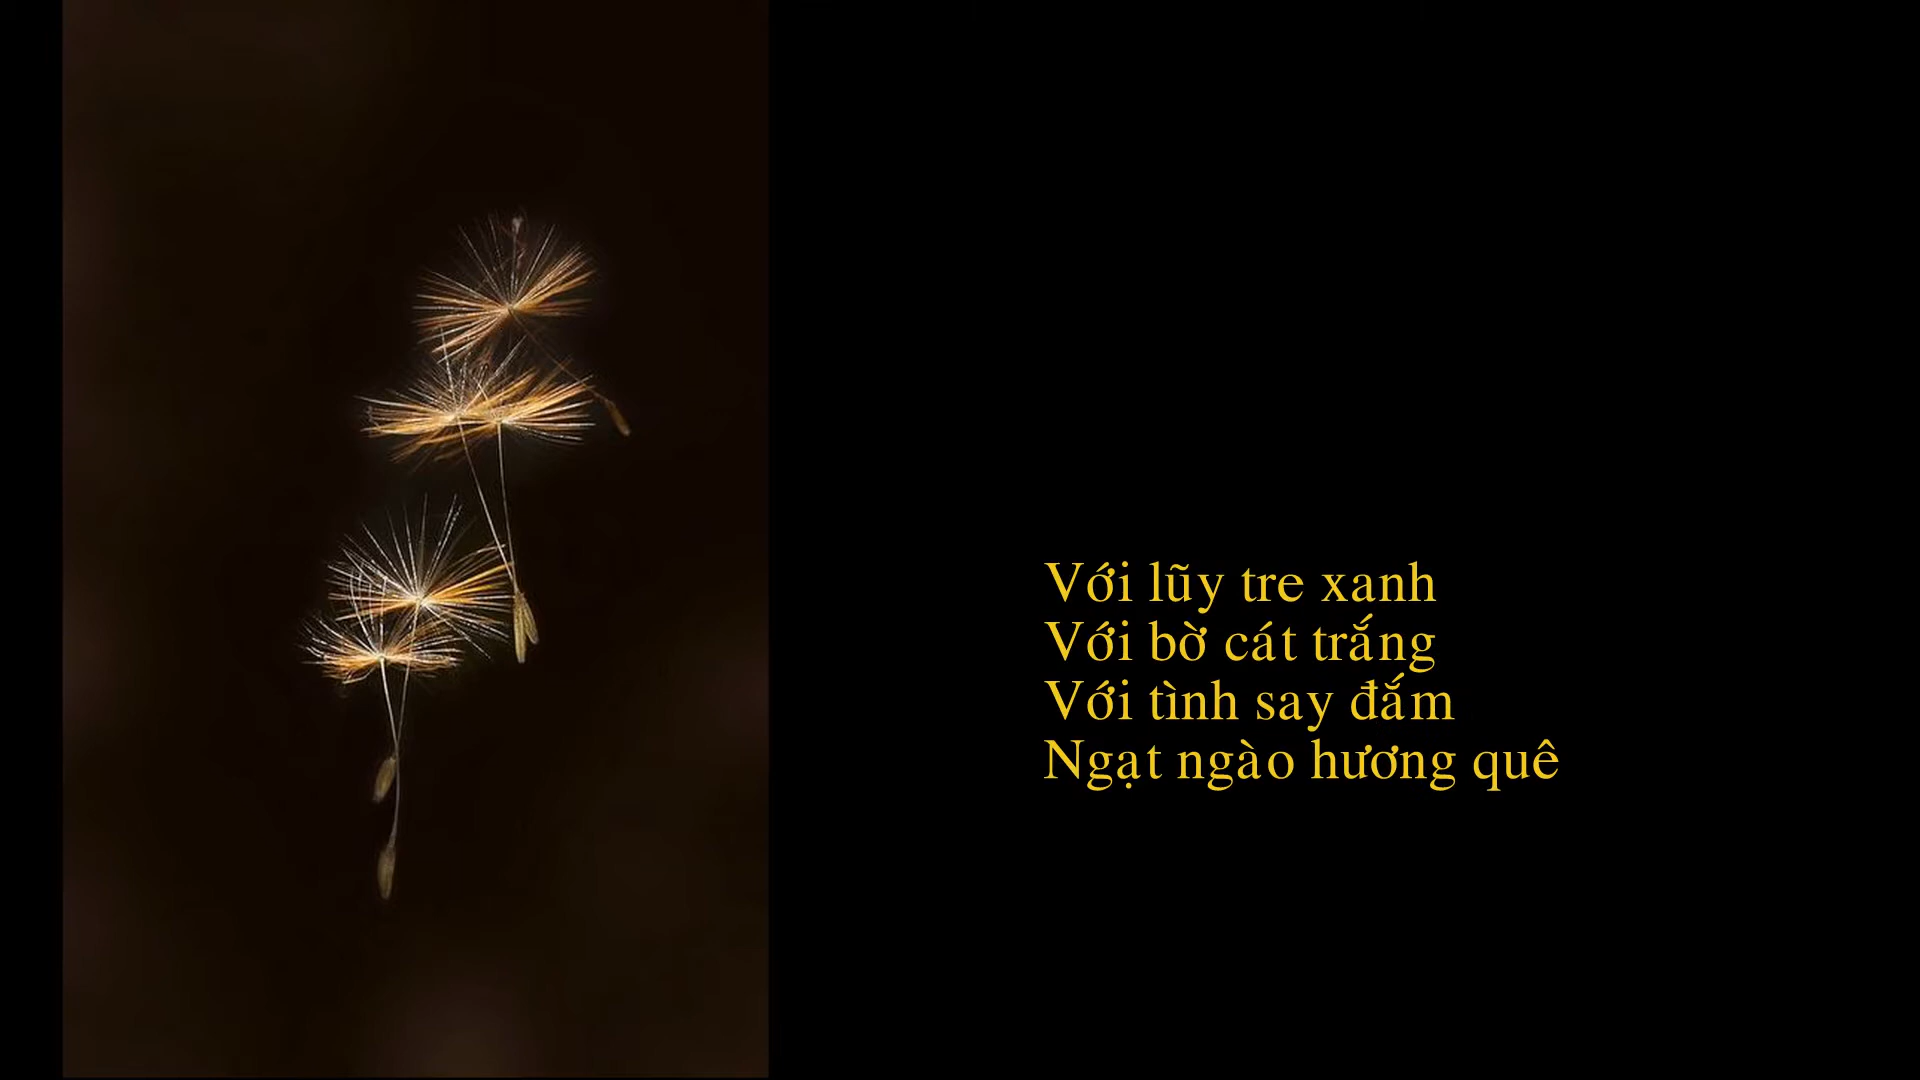 Với lũy tre xanh
Với bờ cát trắng
Với tình say đắm
Ngạt ngào hương quê